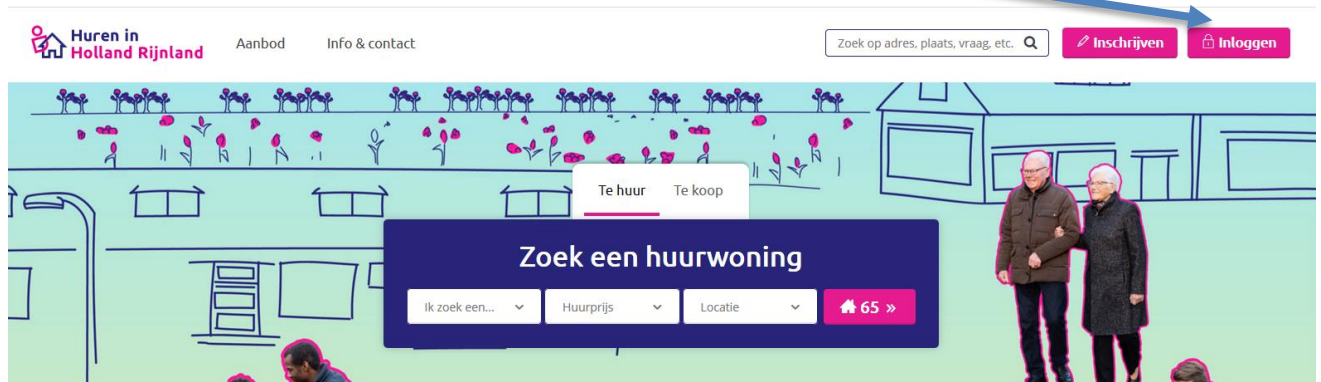 Huren in
Holland Rijnland
Aanbod
Info & contact
Zoek op adres, plaats, vraag, etc.
Inschrijven
Inloggen
Te huur
Te koop
Zoek een huurwoning
Ik zoek een...
Huurprijs
Locatie
65 »